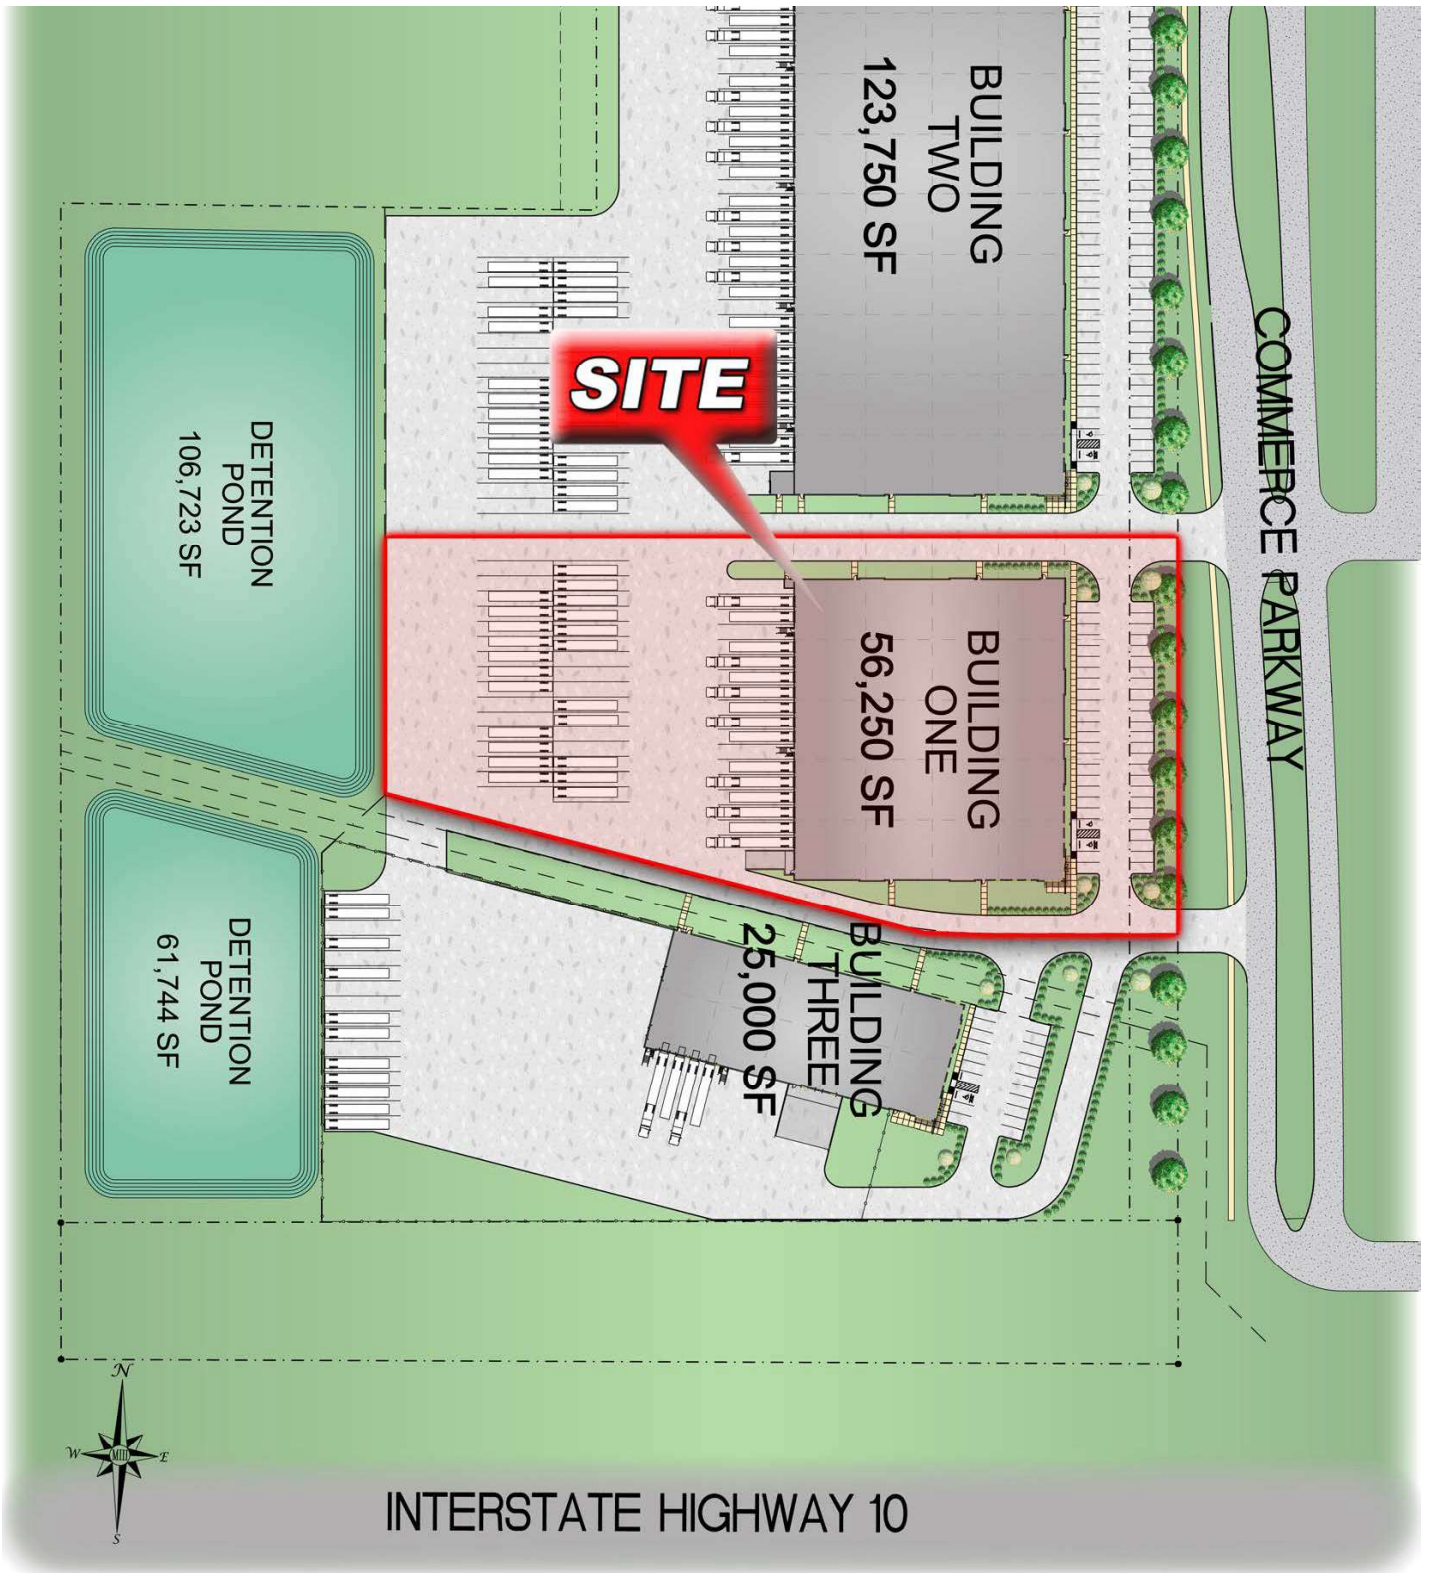 BUILDING
TWO
123,750 SF
COMMERCE PARKWAY
SITE
DETENTION
POND
106,723 SF
BUILDING
ONE
56,250 SF
BUILDING
THREE
25,000 SF
DETENTION
POND
61,744 SF
N
W
E
S
INTERSTATE HIGHWAY 10